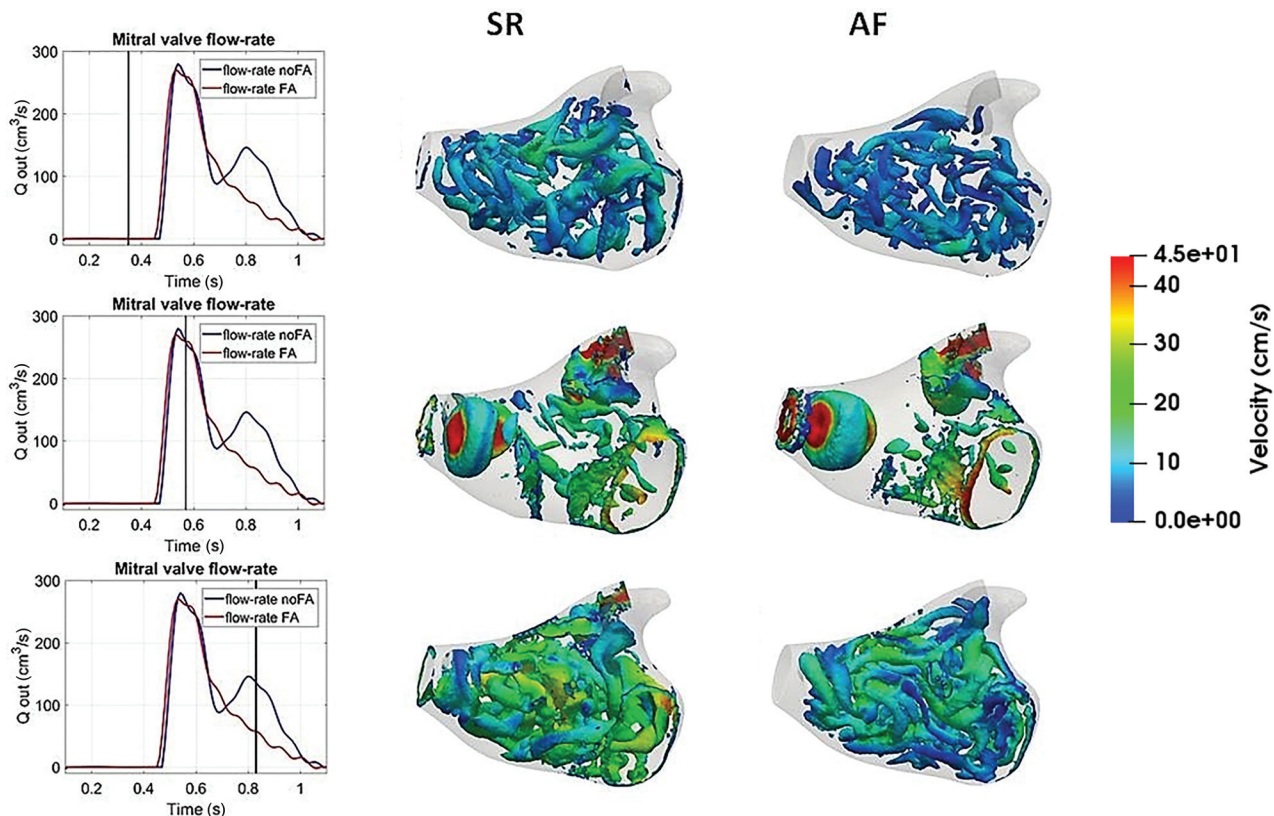 SR
AF
Mitral valve flow-rate
300
200
100
0
Q out (cm³/s)
flow-rate noFA
flow-rate FA
0.2 0.4 0.6 0.8 1
Time (s)
Mitral valve flow-rate
300
200
100
0
Q out (cm³/s)
flow-rate noFA
flow-rate FA
0.2 0.4 0.6 0.8 1
Time (s)
Mitral valve flow-rate
300
200
100
0
Q out (cm³/s)
flow-rate noFA
flow-rate FA
0.2 0.4 0.6 0.8 1
Time (s)
4.5e+01
40
30
20
10
0.0e+00
Velocity (cm/s)